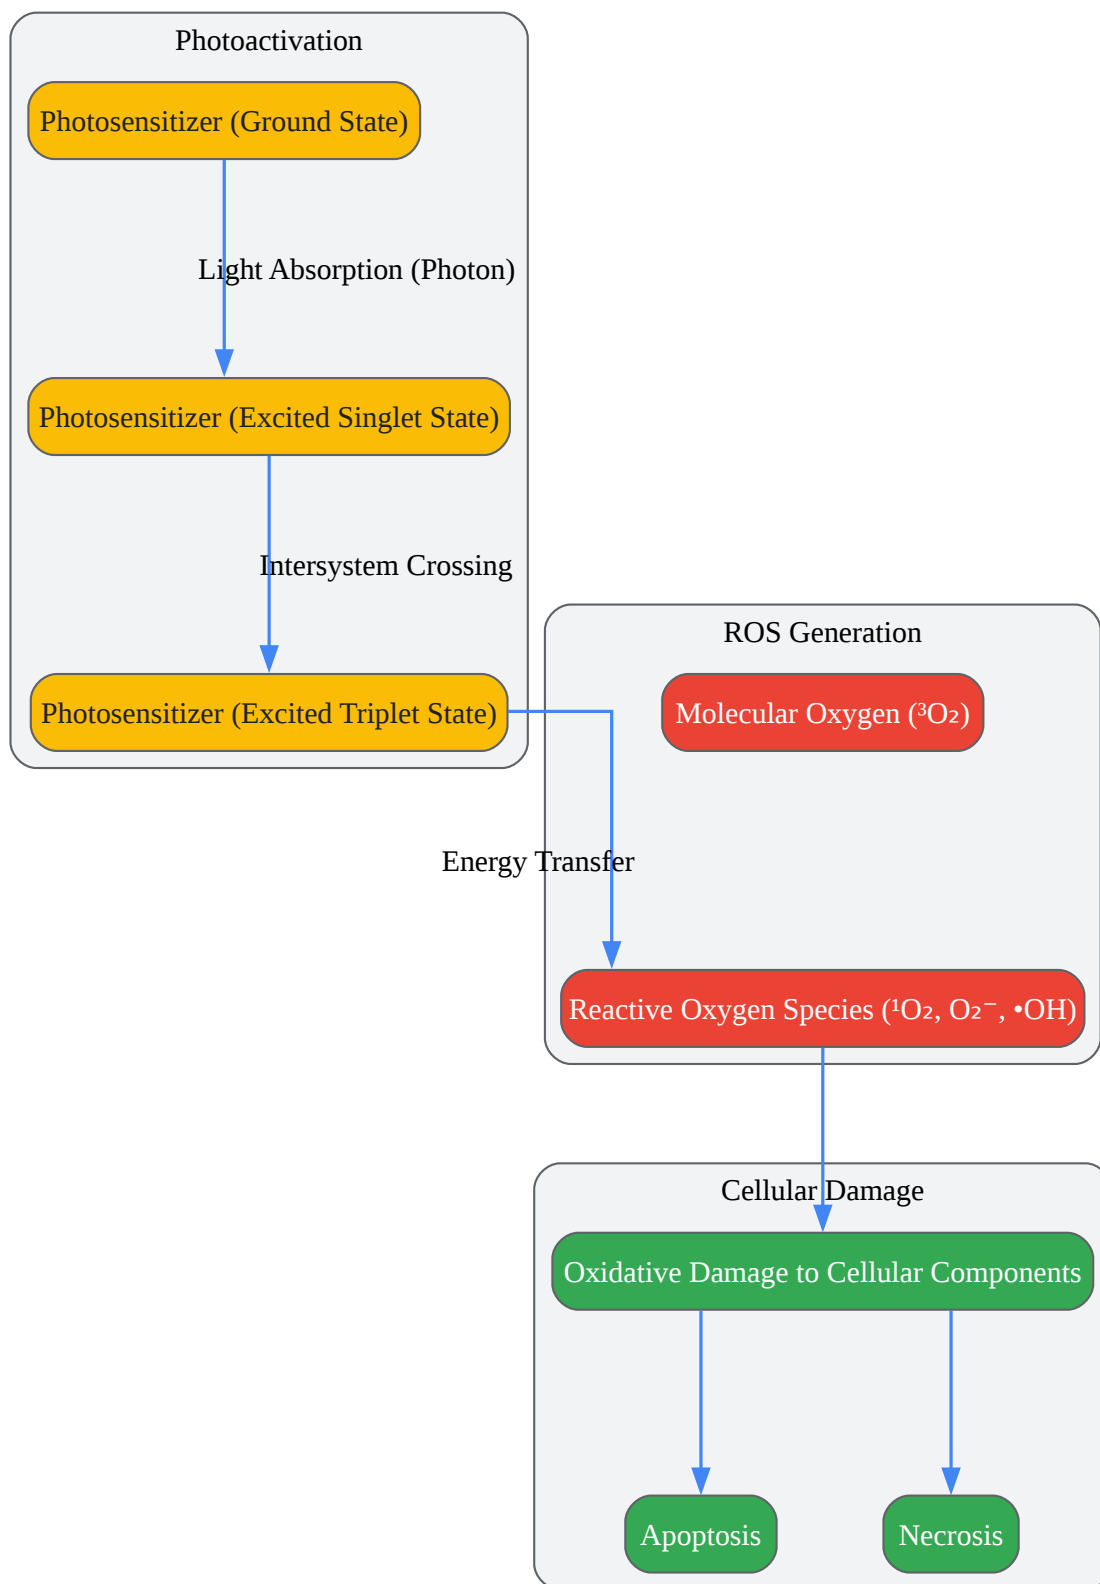 Photoactivation
Photosensitizer (Ground State)
Light Absorption (Photon)
Photosensitizer (Excited Singlet State)
Intersystem Crossing
Photosensitizer (Excited Triplet State)
ROS Generation
Molecular Oxygen (³O₂)
Energy Transfer
Reactive Oxygen Species (¹O₂, O₂⁻, •OH)
Cellular Damage
Oxidative Damage to Cellular Components
Apoptosis
Necrosis